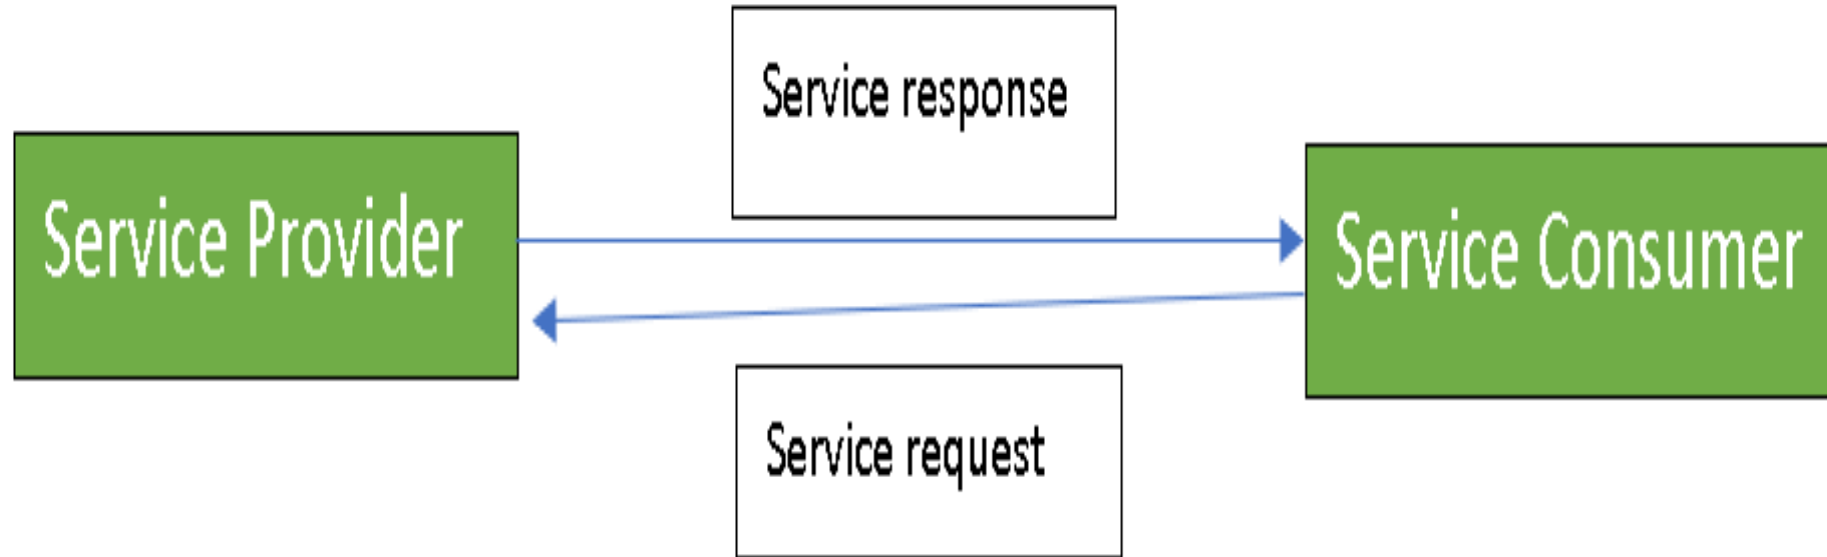 Service response
Service Provider
Service Consumer
Service request